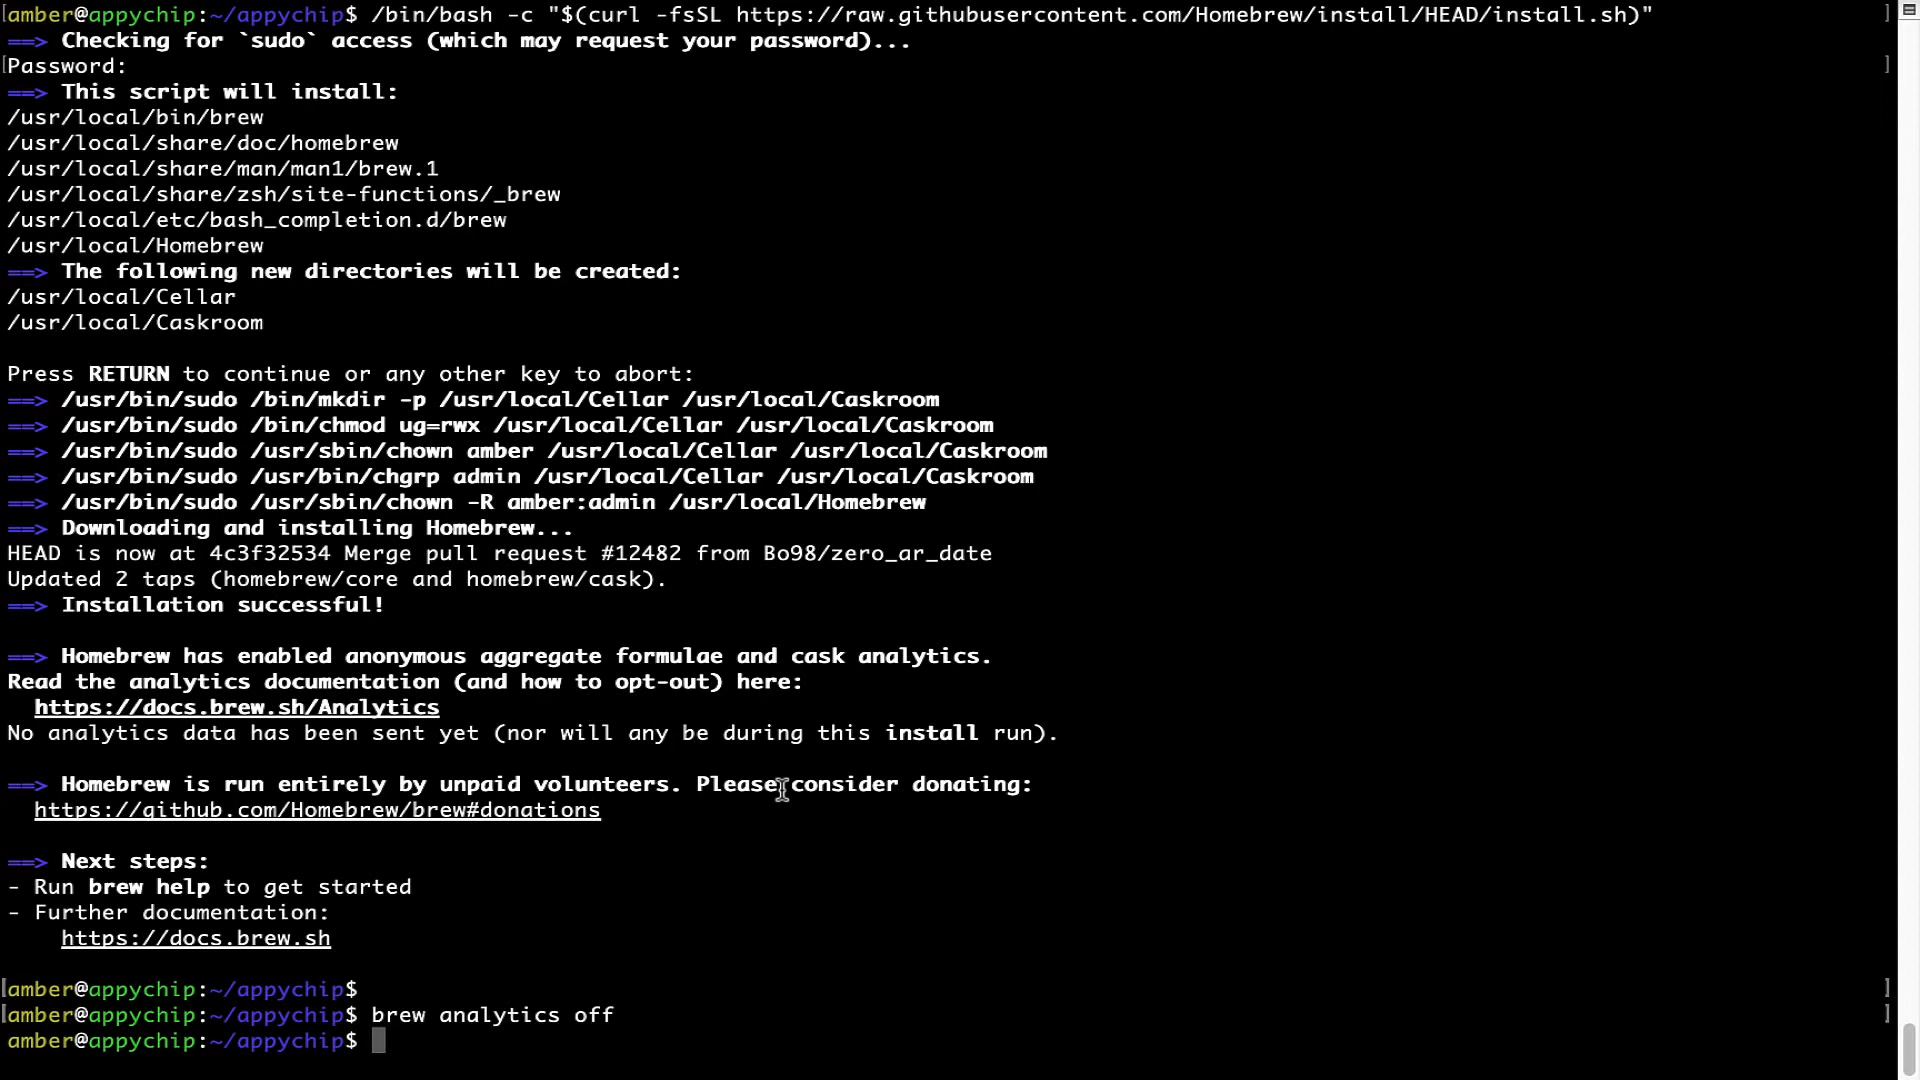 [amber@appychip:~/appychip$ /bin/bash -c "$(curl -fsSL https://raw.githubusercontent.com/Homebrew/install/HEAD/install.sh)" ]
==> Checking for `sudo` access (which may request your password)...
[Password: ]
==> This script will install:
/usr/local/bin/brew
/usr/local/share/doc/homebrew
/usr/local/share/man/man1/brew.1
/usr/local/share/zsh/site-functions/_brew
/usr/local/etc/bash_completion.d/brew
/usr/local/Homebrew
==> The following new directories will be created:
/usr/local/Cellar
/usr/local/Caskroom

Press RETURN to continue or any other key to abort:
==> /usr/bin/sudo /bin/mkdir -p /usr/local/Cellar /usr/local/Caskroom
==> /usr/bin/sudo /bin/chmod ug=rwx /usr/local/Cellar /usr/local/Caskroom
==> /usr/bin/sudo /usr/sbin/chown amber /usr/local/Cellar /usr/local/Caskroom
==> /usr/bin/sudo /usr/bin/chgrp admin /usr/local/Cellar /usr/local/Caskroom
==> /usr/bin/sudo /usr/sbin/chown -R amber:admin /usr/local/Homebrew
==> Downloading and installing Homebrew...
HEAD is now at 4c3f32534 Merge pull request #12482 from Bo98/zero_ar_date
Updated 2 taps (homebrew/core and homebrew/cask).
==> Installation successful!

==> Homebrew has enabled anonymous aggregate formulae and cask analytics.
Read the analytics documentation (and how to opt-out) here:
  https://docs.brew.sh/Analytics
No analytics data has been sent yet (nor will any be during this install run).

==> Homebrew is run entirely by unpaid volunteers. Please consider donating:
  https://github.com/Homebrew/brew#donations

==> Next steps:
- Run brew help to get started
- Further documentation:
    https://docs.brew.sh

[amber@appychip:~/appychip$ ]
[amber@appychip:~/appychip$ brew analytics off ]
amber@appychip:~/appychip$